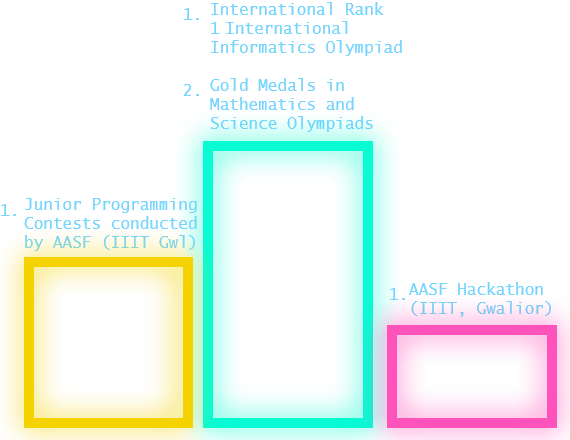 1. International Rank
1 International
Informatics Olympiad
2. Gold Medals in
Mathematics and
Science Olympiads
1. Junior Programming
Contests conducted
by AASF (IIIT Gwl)
1. AASF Hackathon
(IIIT, Gwalior)